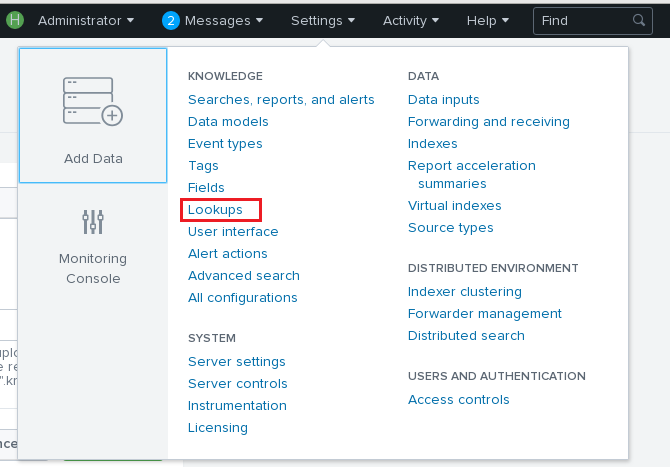 H Administrator 2 Messages Settings Activity Help Find
Add Data
Monitoring
Console
KNOWLEDGE
Searches, reports, and alerts
Data models
Event types
Tags
Fields
Lookups
User interface
Alert actions
Advanced search
All configurations
SYSTEM
Server settings
Server controls
Instrumentation
Licensing
DATA
Data inputs
Forwarding and receiving
Indexes
Report acceleration
summaries
Virtual indexes
Source types
DISTRIBUTED ENVIRONMENT
Indexer clustering
Forwarder management
Distributed search
USERS AND AUTHENTICATION
Access controls